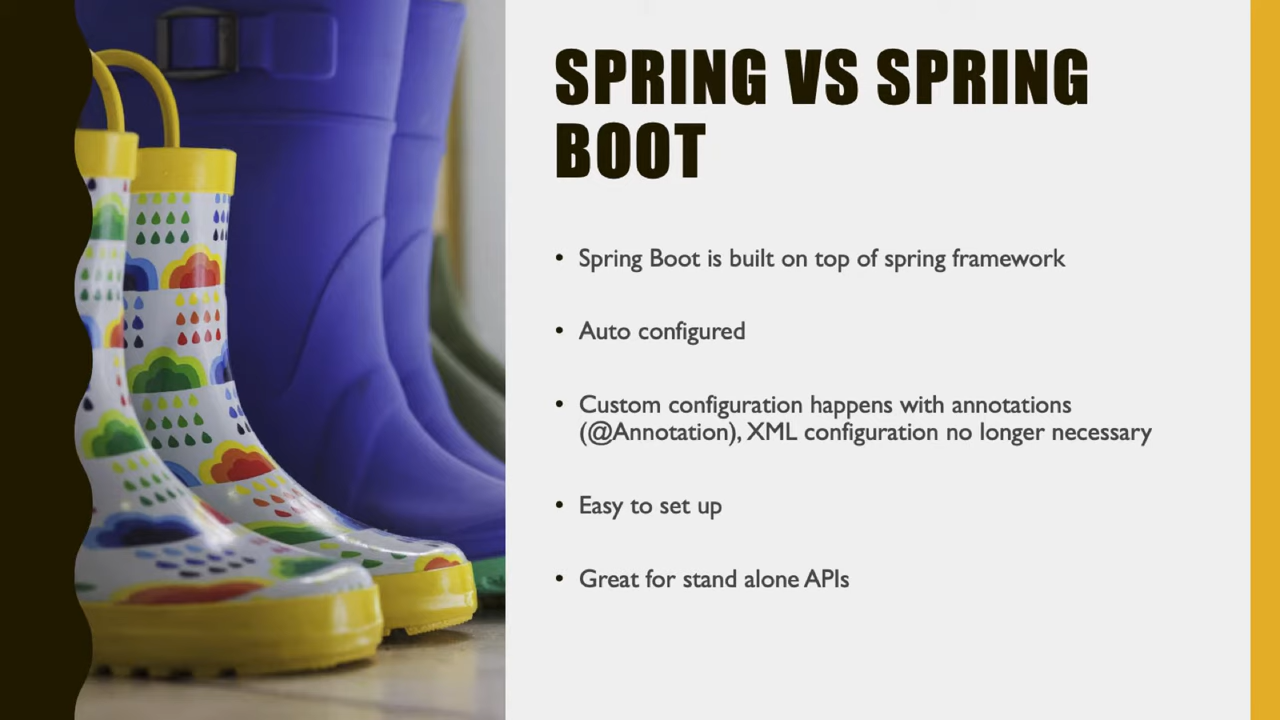 SPRING VS SPRING
BOOT
• Spring Boot is built on top of spring framework
• Auto configured
• Custom configuration happens with annotations
(@Annotation), XML configuration no longer necessary
• Easy to set up
• Great for stand alone APIs